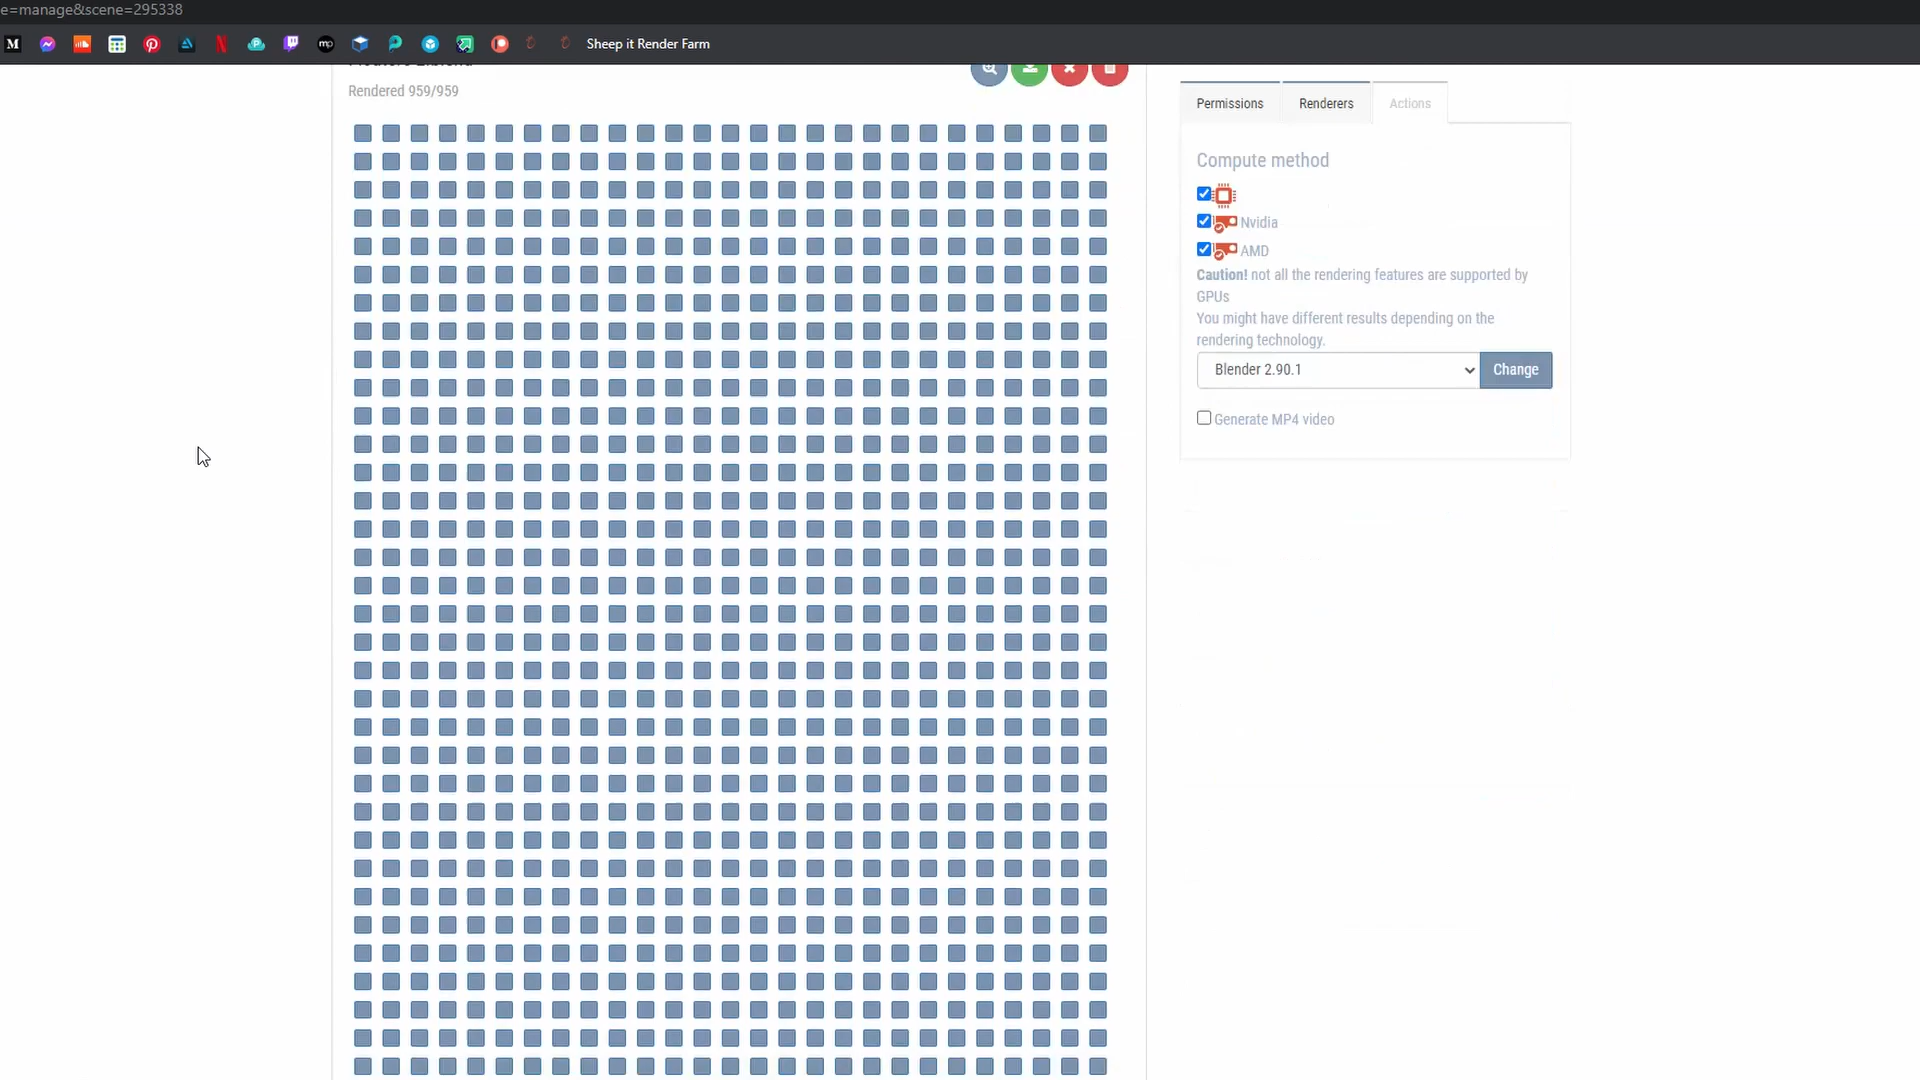 e=manage&scene=295338
M
mp
Sheep it Render Farm
Rendered 959/959
Permissions
Renderers
Actions
Compute method
Nvidia
AMD
Caution! not all the rendering features are supported by
GPUs
You might have different results depending on the
rendering technology.
Blender 2.90.1
Change
Generate MP4 video